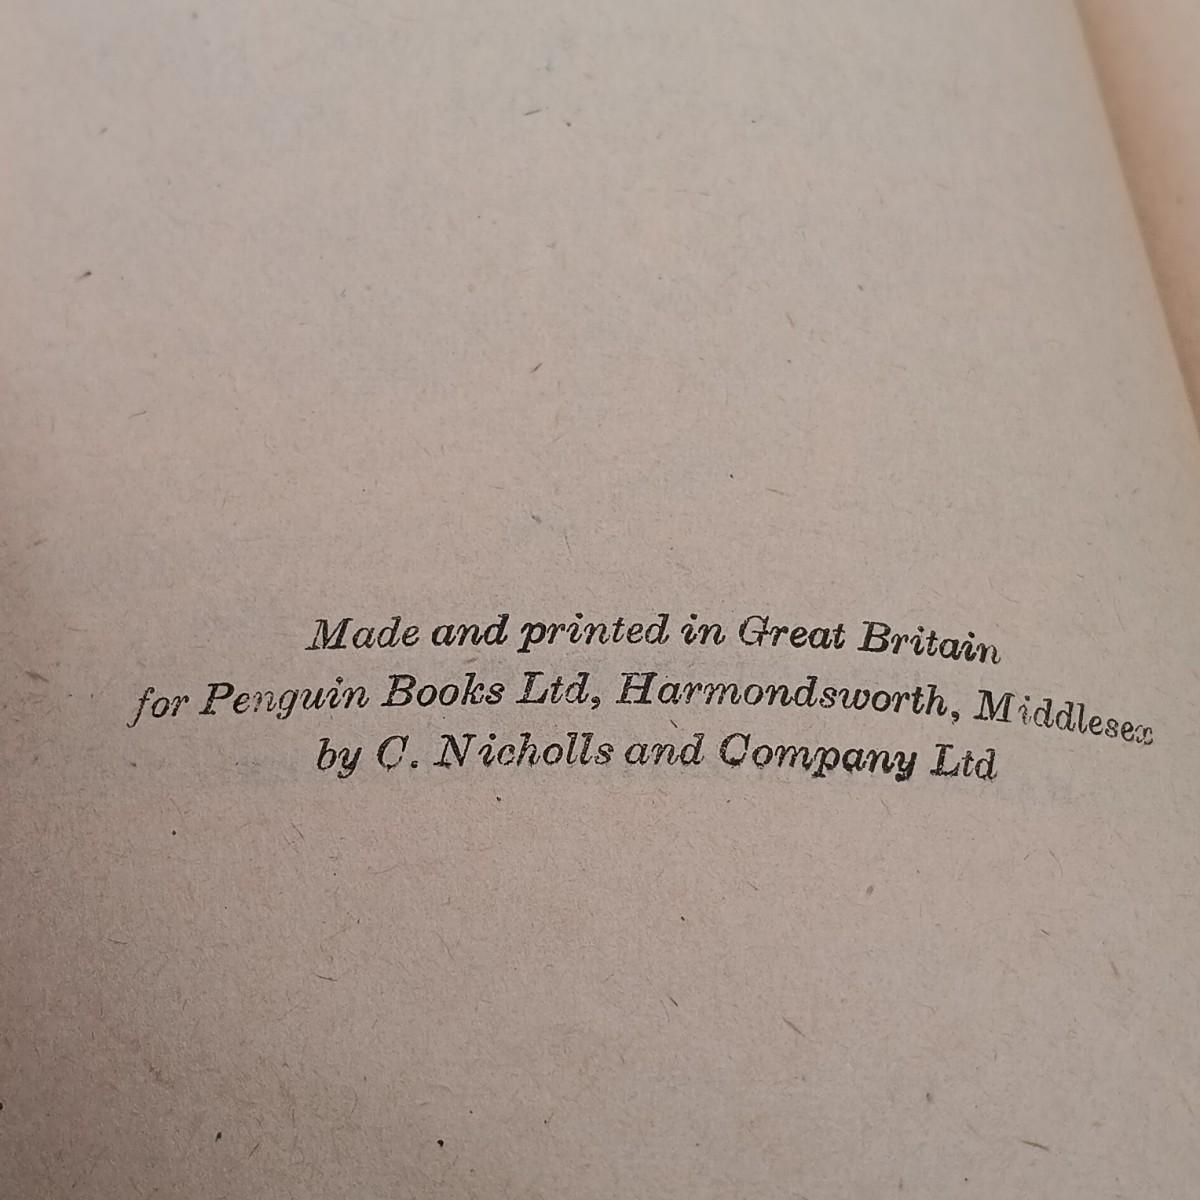 Made and printed in Great Britain
for Penguin Books Ltd, Harmondsworth, Middlesex
by C. Nicholls and Company Ltd